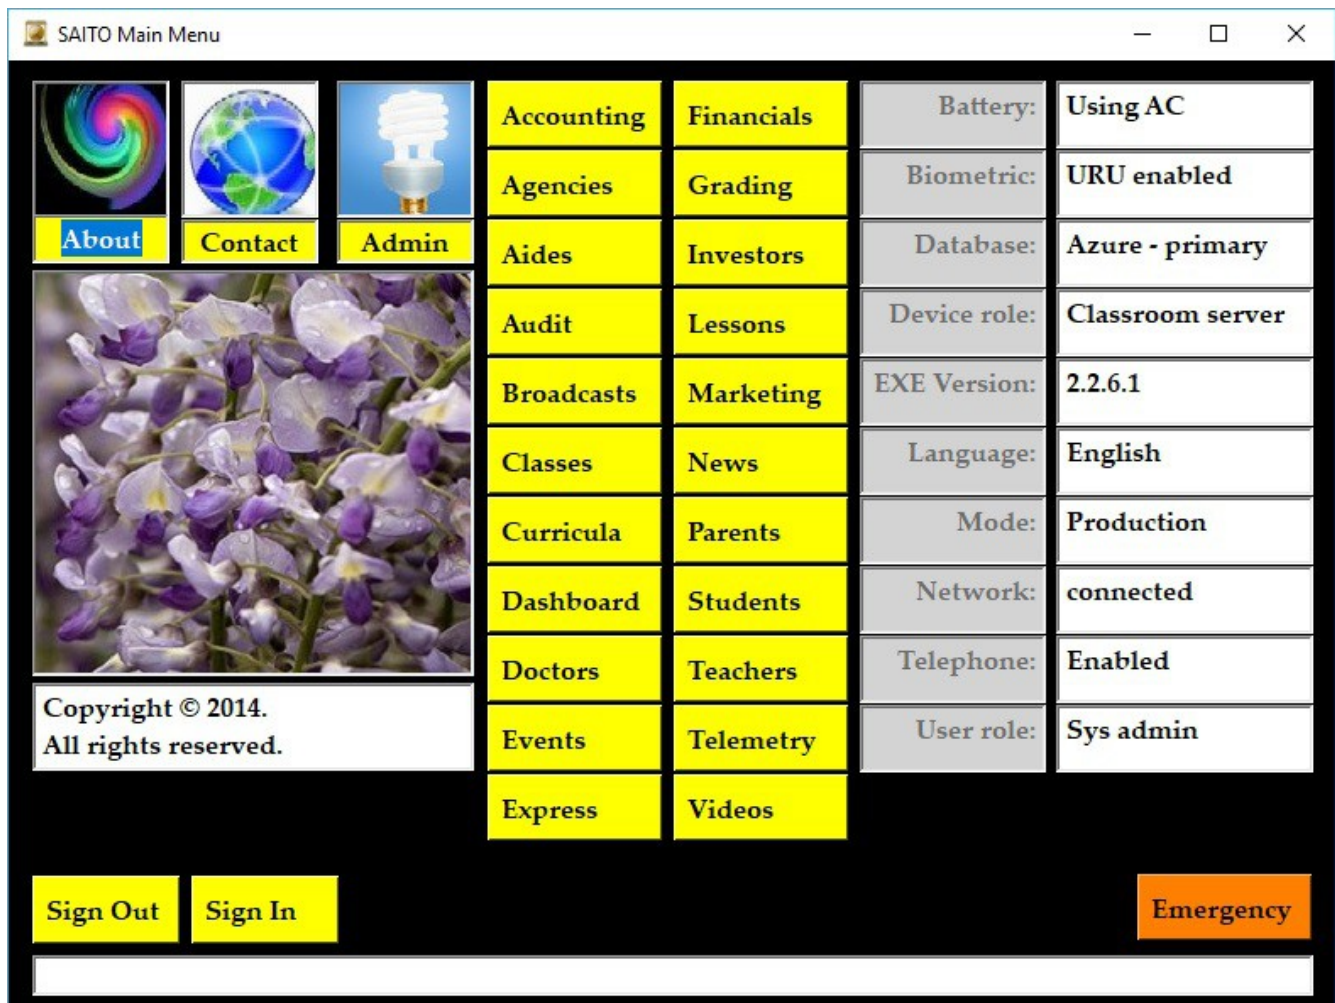 SAITO Main Menu
About
Contact
Admin
Copyright © 2014.
All rights reserved.
Accounting
Agencies
Aides
Audit
Broadcasts
Classes
Curricula
Dashboard
Doctors
Events
Express
Financials
Grading
Investors
Lessons
Marketing
News
Parents
Students
Teachers
Telemetry
Videos
Battery: Using AC
Biometric: URU enabled
Database: Azure - primary
Device role: Classroom server
EXE Version: 2.2.6.1
Language: English
Mode: Production
Network: connected
Telephone: Enabled
User role: Sys admin
Sign Out
Sign In
Emergency